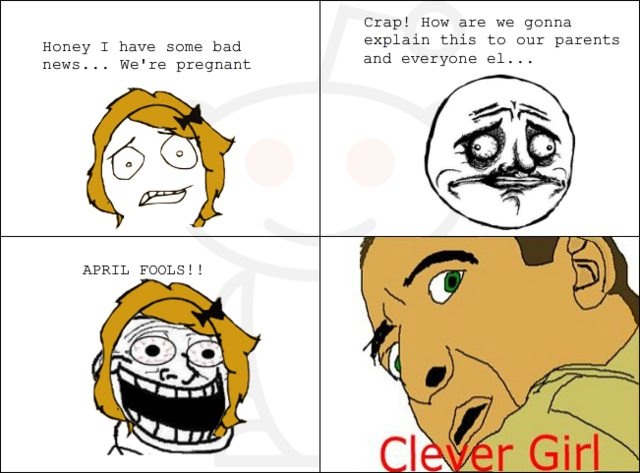 Honey I have some bad
news... We're pregnant
Crap! How are we gonna
explain this to our parents
and everyone el...
APRIL FOOLS!!
Clever Girl